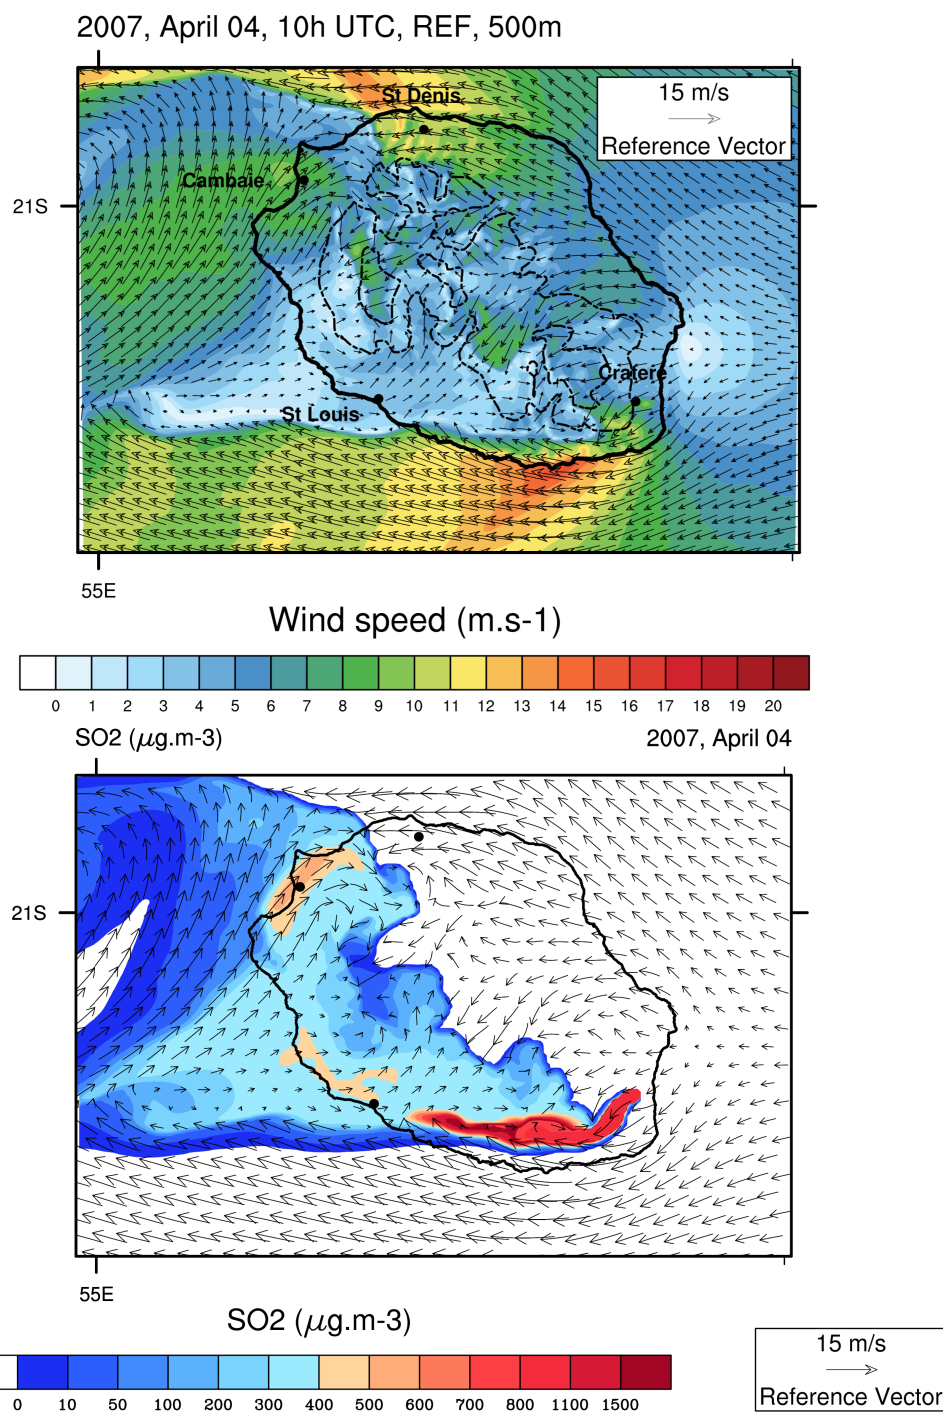 2007, April 04, 10h UTC, REF, 500m
St Denis
15 m/s
Reference Vector
Cambaie
21S
Cratere
St Louis
55E
Wind speed (m.s-1)
0 1 2 3 4 5 6 7 8 9 10 11 12 13 14 15 16 17 18 19 20
SO2 (μg.m-3) 2007, April 04
21S
55E
SO2 (μg.m-3)
15 m/s
Reference Vector
0 10 50 100 200 300 400 500 600 700 800 1100 1500